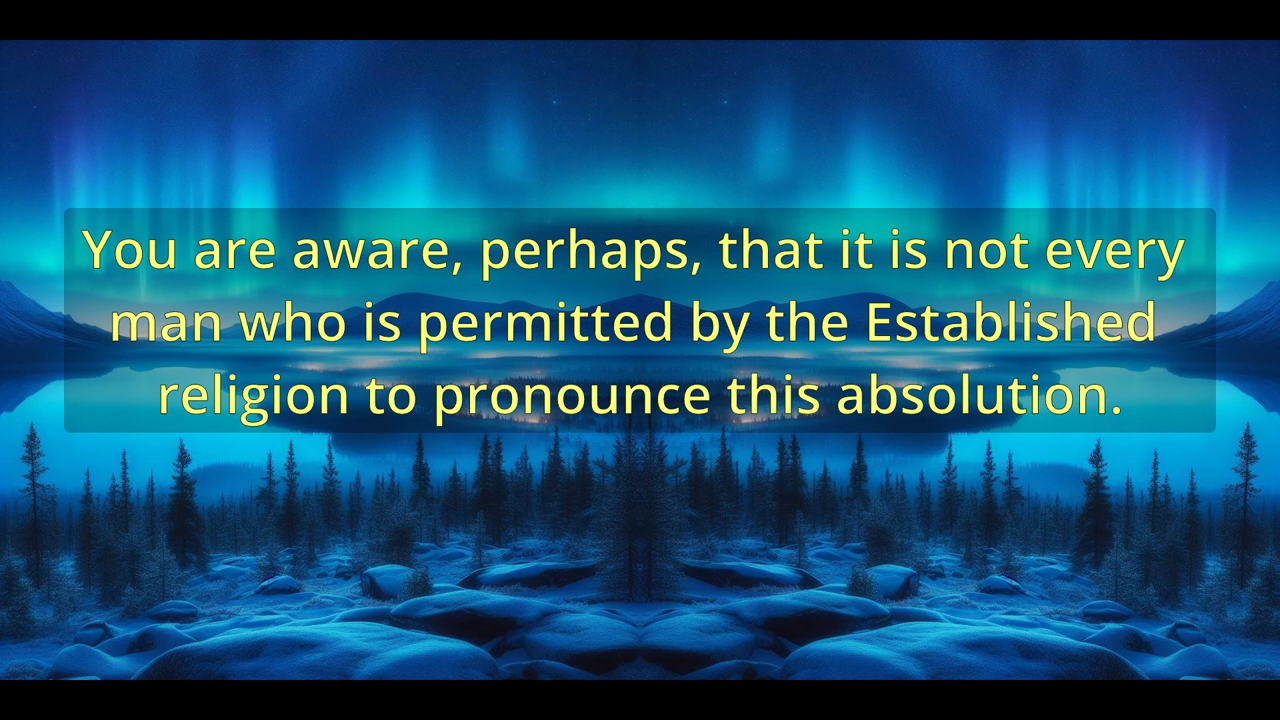 You are aware, perhaps, that it is not every
man who is permitted by the Established
religion to pronounce this absolution.